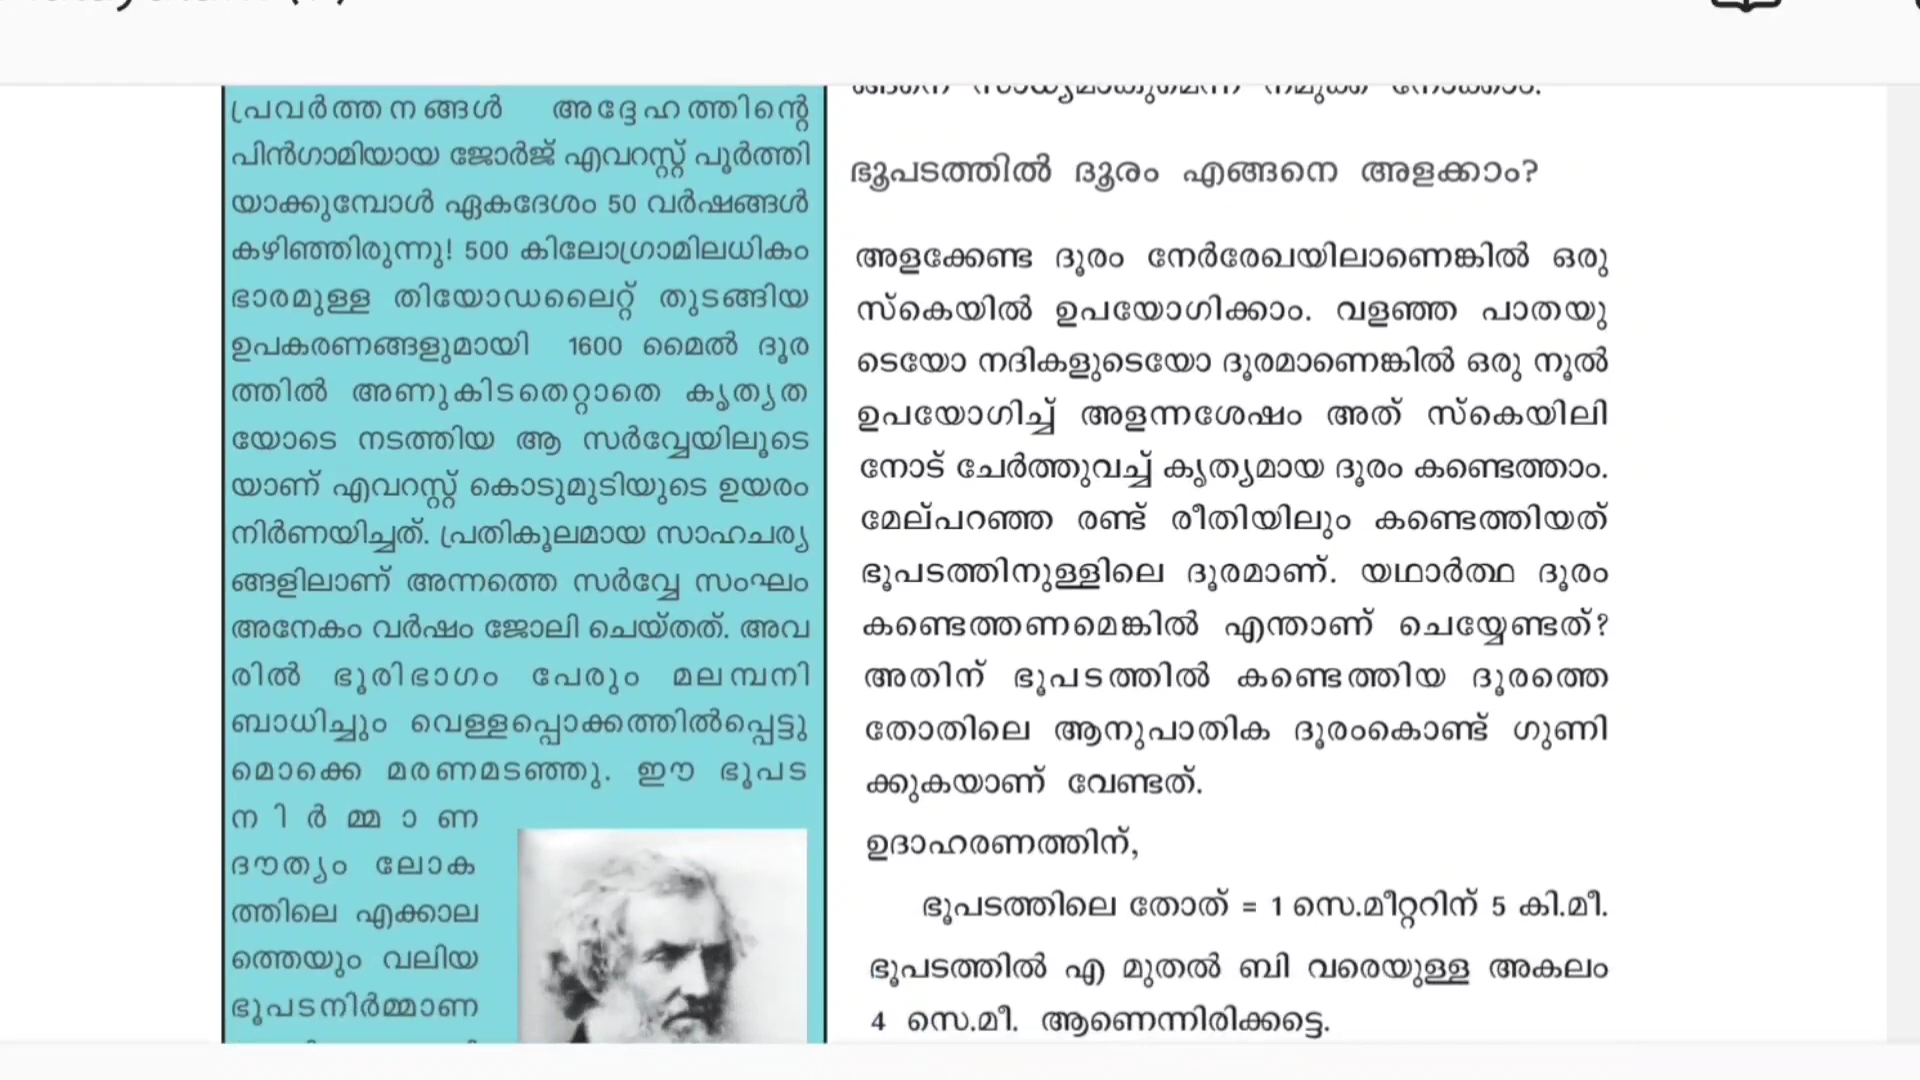 പ്രവർത്തനങ്ങൾ അദ്ദേഹത്തിന്റെ
പിൻഗാമിയായ ജോർജ് എവറസ്റ്റ് പൂർത്തി
യാക്കുമ്പോൾ ഏകദേശം 50 വർഷങ്ങൾ
കഴിഞ്ഞിരുന്നു! 500 കിലോഗ്രാമിലധികം
ഭാരമുള്ള തിയോഡലൈറ്റ് തുടങ്ങിയ
ഉപകരണങ്ങളുമായി 1600 മൈൽ ദൂര
ത്തിൽ അണുകിടതെറ്റാതെ കൃത്യത
യോടെ നടത്തിയ ആ സർവ്വേയിലൂടെ
യാണ് എവറസ്റ്റ് കൊടുമുടിയുടെ ഉയരം
നിർണയിച്ചത്. പ്രതികൂലമായ സാഹചര്യ
ങ്ങളിലാണ് അന്നത്തെ സർവ്വേ സംഘം
അനേകം വർഷം ജോലി ചെയ്തത്. അവ
രിൽ ഭൂരിഭാഗം പേരും മലമ്പനി
ബാധിച്ചും വെള്ളപ്പൊക്കത്തിൽപ്പെട്ടു
മൊക്കെ മരണമടഞ്ഞു. ഈ ഭൂപട
നിർമ്മാണ
ദൗത്യം ലോക
ത്തിലെ എക്കാല
ത്തെയും വലിയ
ഭൂപടനിർമ്മാണ
ങ്ങനെ സാധ്യമാകുമെന്ന് നമുക്ക് നോക്കാം.
ഭൂപടത്തിൽ ദൂരം എങ്ങനെ അളക്കാം?
അളക്കേണ്ട ദൂരം നേർരേഖയിലാണെങ്കിൽ ഒരു
സ്കെയിൽ ഉപയോഗിക്കാം. വളഞ്ഞ പാതയു
ടെയോ നദികളുടെയോ ദൂരമാണെങ്കിൽ ഒരു നൂൽ
ഉപയോഗിച്ച് അളന്നശേഷം അത് സ്കെയിലി
നോട് ചേർത്തുവച്ച് കൃത്യമായ ദൂരം കണ്ടെത്താം.
മേല്പറഞ്ഞ രണ്ട് രീതിയിലും കണ്ടെത്തിയത്
ഭൂപടത്തിനുള്ളിലെ ദൂരമാണ്. യഥാർത്ഥ ദൂരം
കണ്ടെത്തണമെങ്കിൽ എന്താണ് ചെയ്യേണ്ടത്?
അതിന് ഭൂപടത്തിൽ കണ്ടെത്തിയ ദൂരത്തെ
തോതിലെ ആനുപാതിക ദൂരംകൊണ്ട് ഗുണി
ക്കുകയാണ് വേണ്ടത്.
ഉദാഹരണത്തിന്,
ഭൂപടത്തിലെ തോത് = 1 സെ.മീറ്ററിന് 5 കി.മീ.
ഭൂപടത്തിൽ എ മുതൽ ബി വരെയുള്ള അകലം
4 സെ.മീ. ആണെന്നിരിക്കട്ടെ.